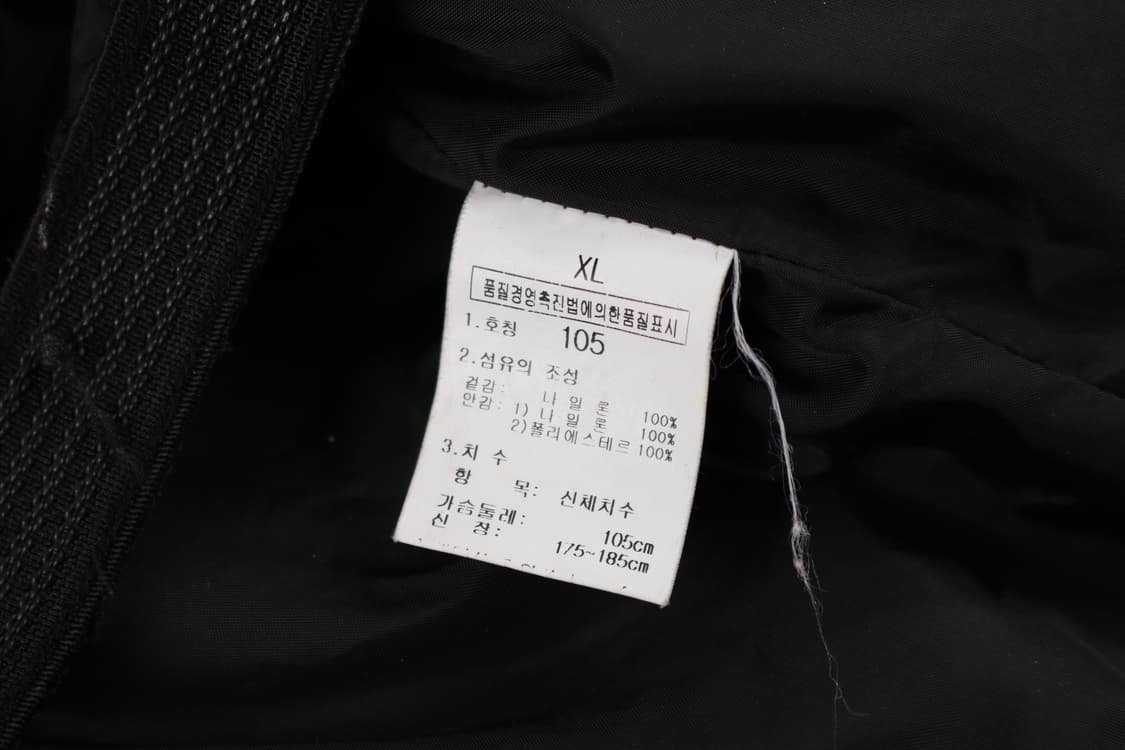 XL
품질경영촉진법에의한품질표시
1.호칭 105
2.섬유의 조성
겉감: 나 일 론 100%
안감: 1) 나 일 론 100%
2)폴리에스테르 100%
3.치 수
항 목: 신체치수
가슴둘레: 105cm
신 장: 175~185cm